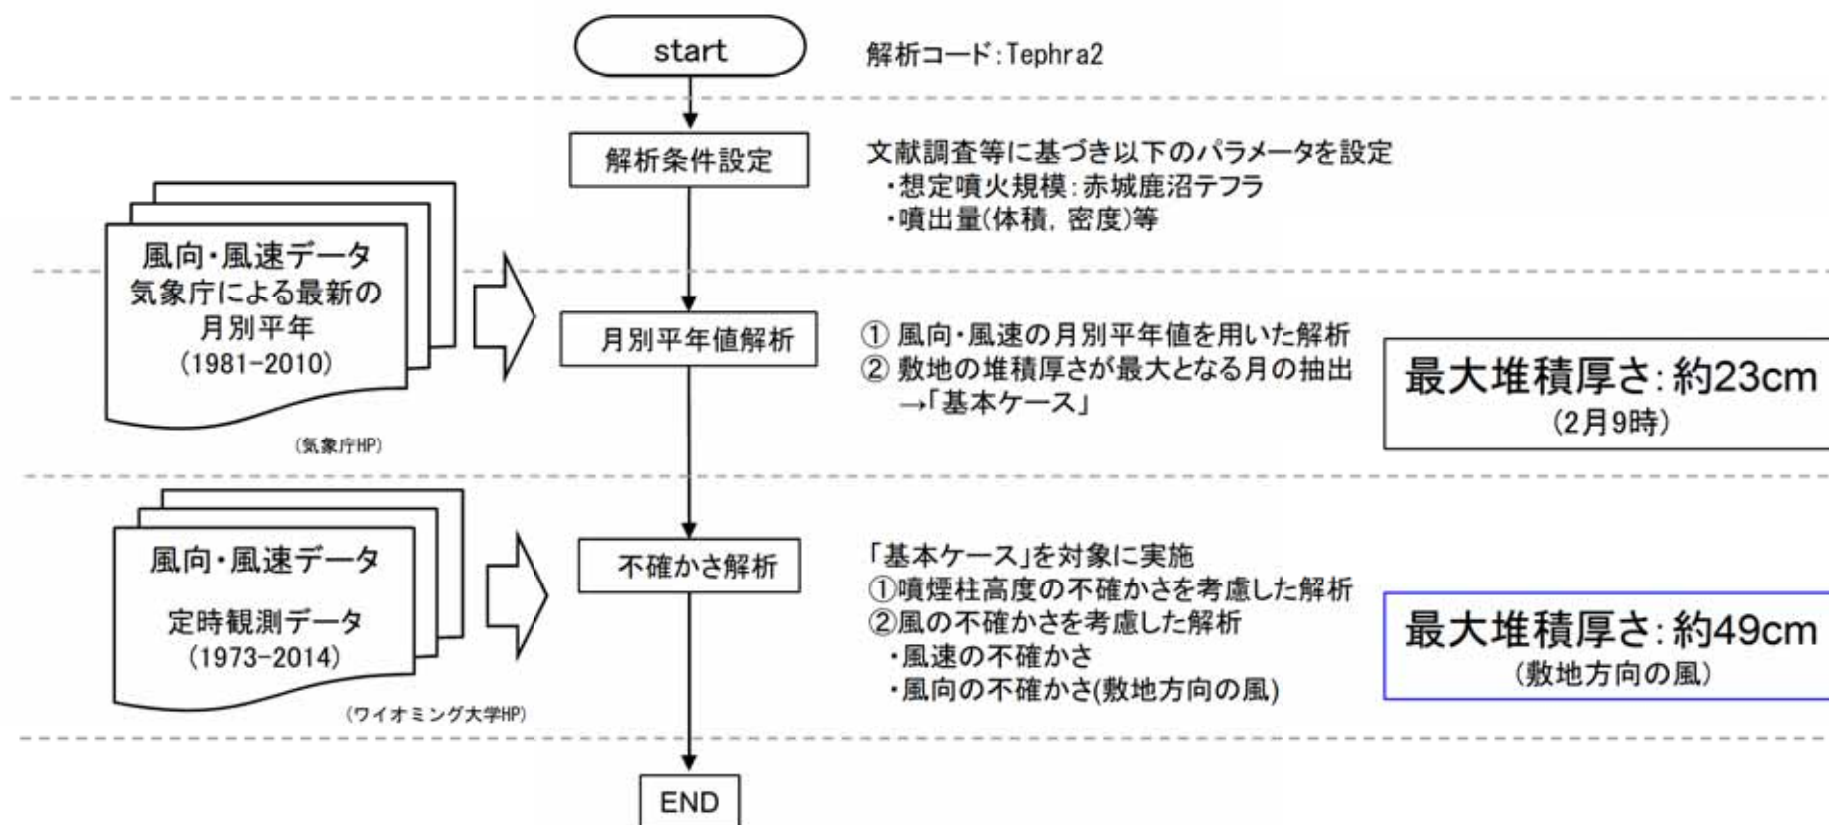 start
解析コード:Tephra2
解析条件設定
文献調査等に基づき以下のパラメータを設定
・想定噴火規模:赤城鹿沼テフラ
・噴出量(体積, 密度)等
風向・風速データ
気象庁による最新の
月別平年
(1981-2010)
(気象庁HP)
月別平年値解析
① 風向・風速の月別平年値を用いた解析
② 敷地の堆積厚さが最大となる月の抽出
→「基本ケース」
最大堆積厚さ:約23cm
(2月9時)
風向・風速データ
定時観測データ
(1973-2014)
(ワイオミング大学HP)
不確かさ解析
「基本ケース」を対象に実施
①噴煙柱高度の不確かさを考慮した解析
②風の不確かさを考慮した解析
・風速の不確かさ
・風向の不確かさ(敷地方向の風)
最大堆積厚さ:約49cm
(敷地方向の風)
END